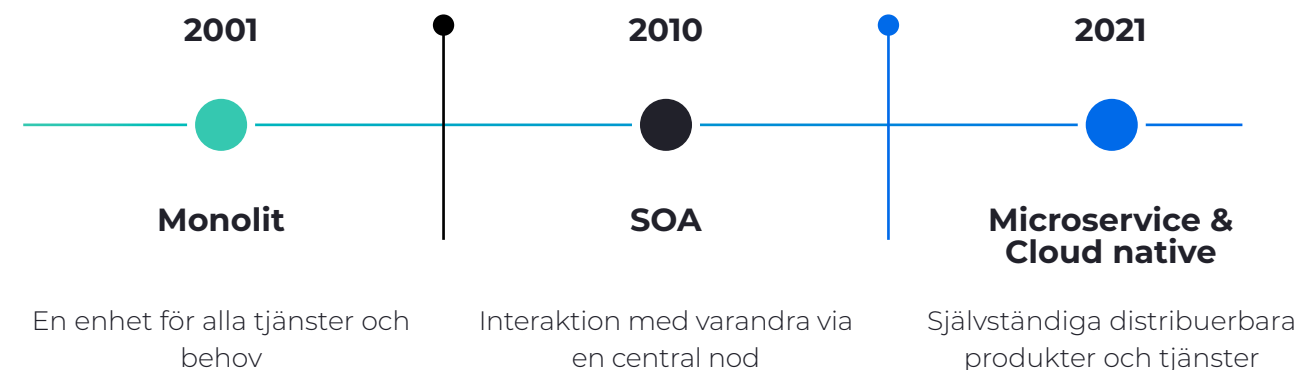 2001
Monolit
En enhet för alla tjänster och
behov
2010
SOA
Interaktion med varandra via
en central nod
2021
Microservice &
Cloud native
Självständiga distribuerbara
produkter och tjänster